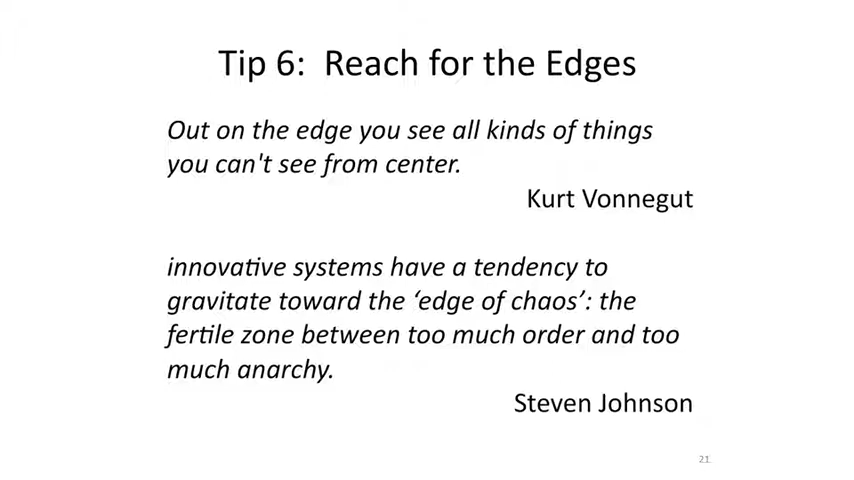 Tip 6:  Reach for the Edges
Out on the edge you see all kinds of things
you can't see from center.
Kurt Vonnegut
innovative systems have a tendency to
gravitate toward the ‘edge of chaos’: the
fertile zone between too much order and too
much anarchy.
Steven Johnson
21